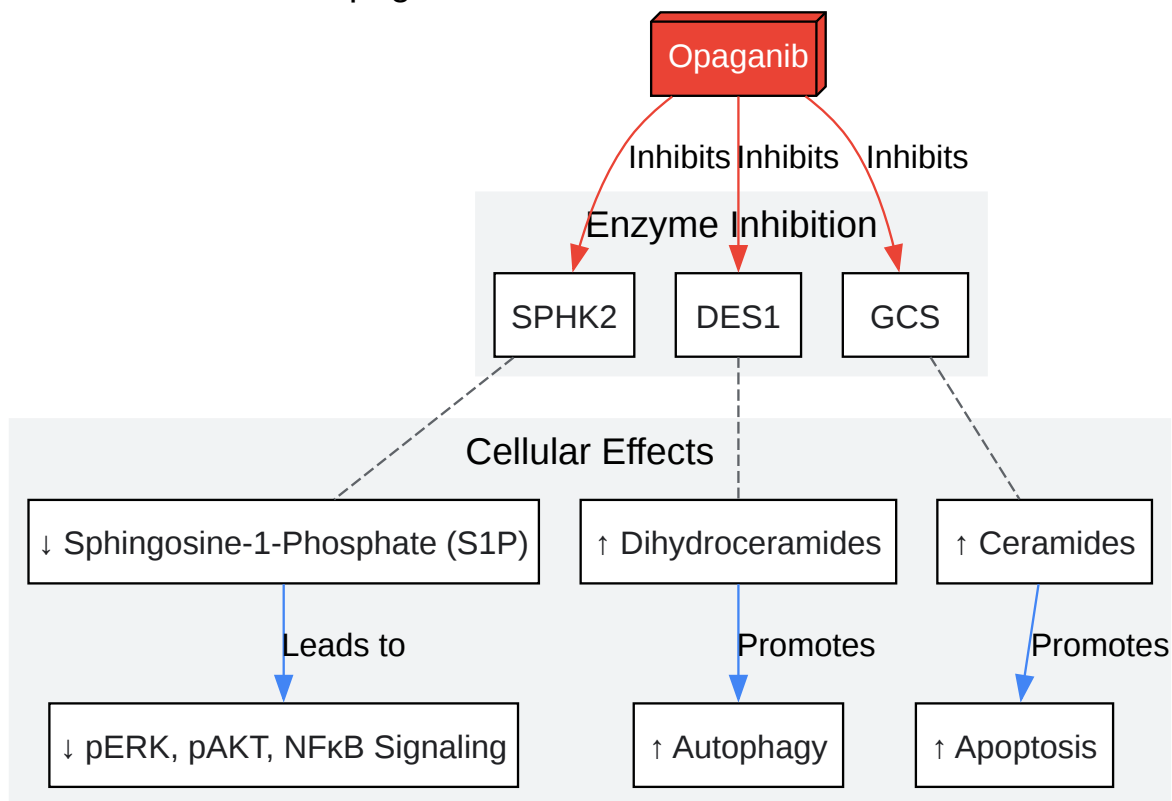 Opaganib
Inhibits Inhibits Inhibits
Enzyme Inhibition
SPHK2 DES1 GCS
Cellular Effects
↓ Sphingosine-1-Phosphate (S1P) ↑ Dihydroceramides ↑ Ceramides
Leads to Promotes Promotes
↓ pERK, pAKT, NFκB Signaling ↑ Autophagy ↑ Apoptosis